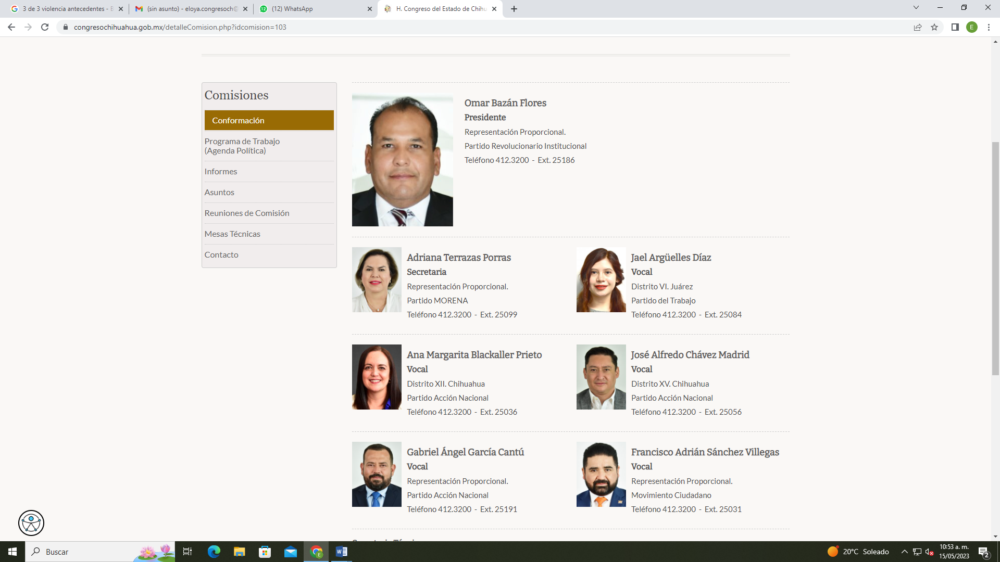 3 de 3 violencia antecedentes - B
(sin asunto) - eloya.congresoch@
(12) WhatsApp
H. Congreso del Estado de Chihu
congresochihuahua.gob.mx/detalleComision.php?idcomision=103
E
Comisiones
Conformación
Programa de Trabajo
(Agenda Política)
Informes
Asuntos
Reuniones de Comisión
Mesas Técnicas
Contacto
Omar Bazán Flores
Presidente
Representación Proporcional.
Partido Revolucionario Institucional
Teléfono 412.3200 - Ext. 25186
Adriana Terrazas Porras
Secretaria
Representación Proporcional.
Partido MORENA
Teléfono 412.3200 - Ext. 25099
Jael Argüelles Díaz
Vocal
Distrito VI. Juárez
Partido del Trabajo
Teléfono 412.3200 - Ext. 25084
Ana Margarita Blackaller Prieto
Vocal
Distrito XII. Chihuahua
Partido Acción Nacional
Teléfono 412.3200 - Ext. 25036
José Alfredo Chávez Madrid
Vocal
Distrito XV. Chihuahua
Partido Acción Nacional
Teléfono 412.3200 - Ext. 25056
Gabriel Ángel García Cantú
Vocal
Representación Proporcional.
Partido Acción Nacional
Teléfono 412.3200 - Ext. 25191
Francisco Adrián Sánchez Villegas
Vocal
Representación Proporcional.
Movimiento Ciudadano
Teléfono 412.3200 - Ext. 25031
Buscar
20°C Soleado
10:53 a. m.
15/05/2023
2